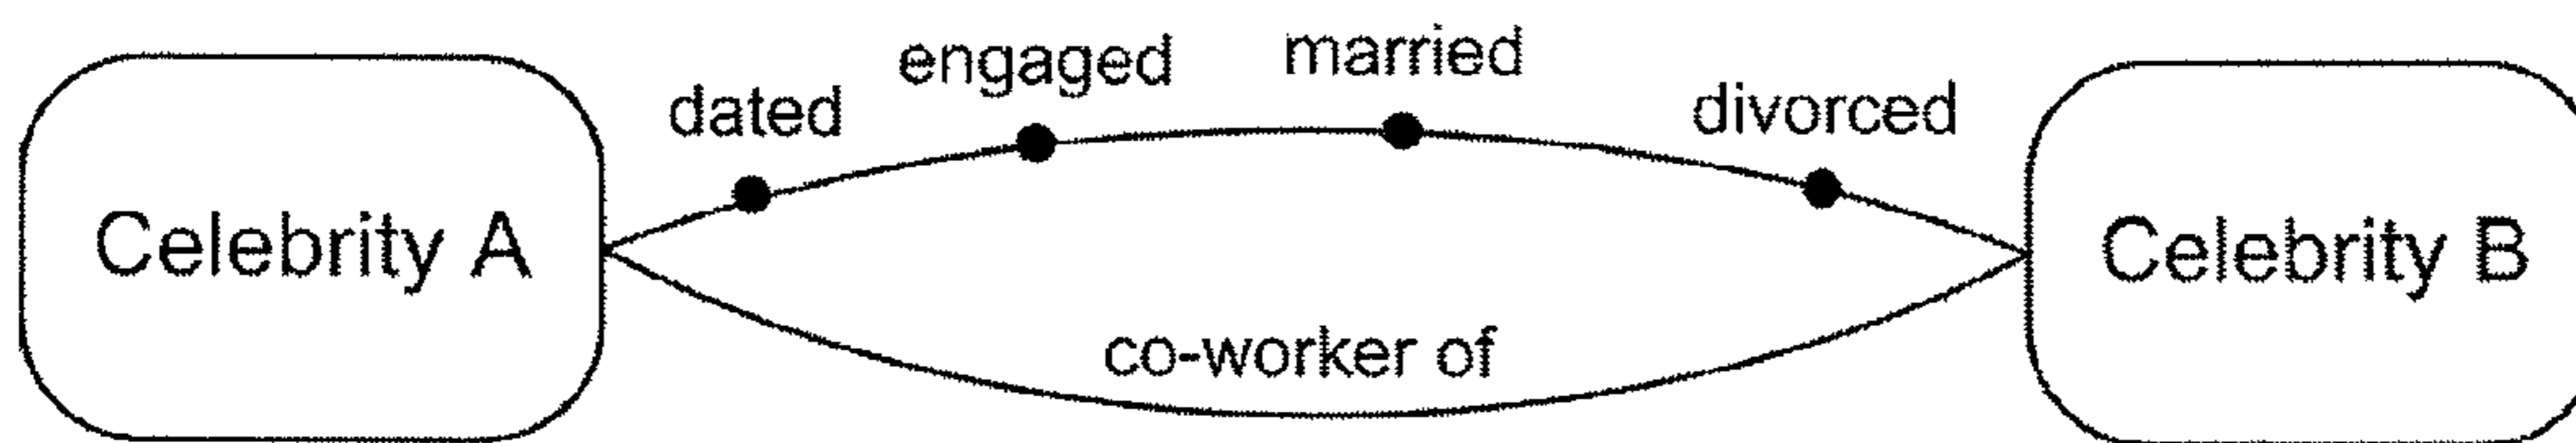 engaged
married
dated
divorced
Celebrity A
Celebrity B
co-worker of